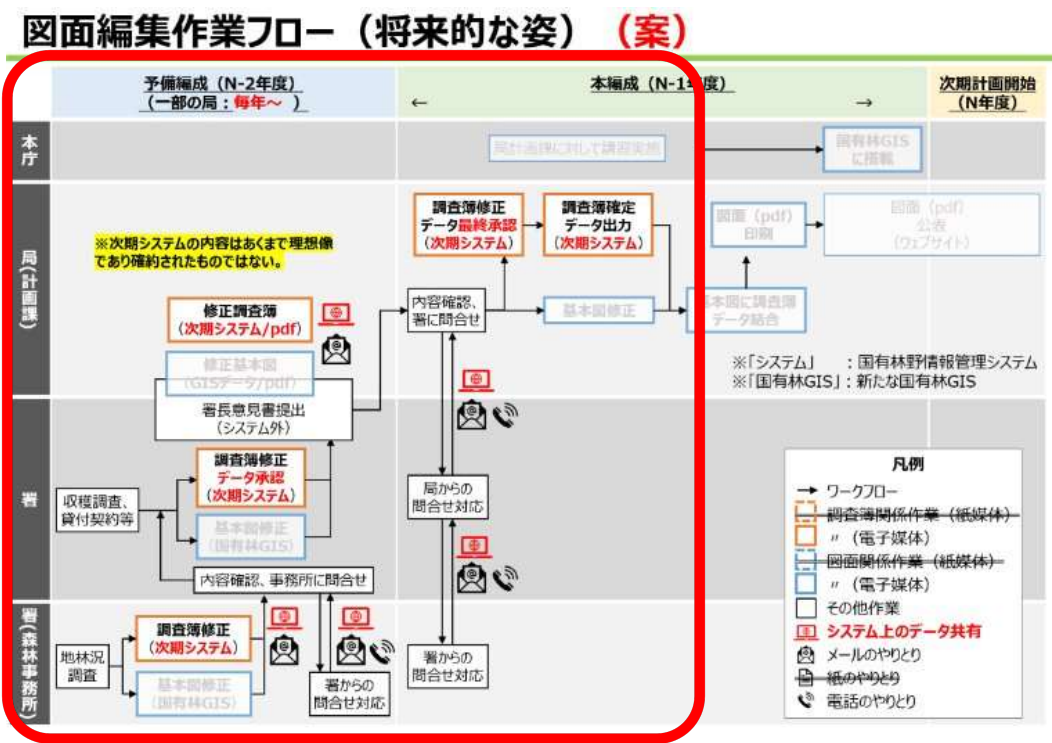 図面編集作業フロー（将来的な姿）（案）
予備編成（N-2年度）
（一部の局：毎年～ ）
本編成（N-1年度）
←
→
次期計画開始
（N年度）
本庁
局計画課に対して講習実施
国有林GIS
に搭載
局(計画課)
※次期システムの内容はあくまで理想像
であり確約されたものではない。
修正調査簿
（次期システム/pdf）
修正基本図
（GISデータ/pdf）
署長意見書提出
（システム外）
内容確認、
署に問合せ
調査簿修正
データ最終承認
（次期システム）
調査簿確定
データ出力
（次期システム）
基本図修正
基本図に調査簿
データ結合
図面（pdf）
印刷
図面（pdf）
公表
（ウェブサイト）
※「システム」　：国有林野情報管理システム
※「国有林GIS」：新たな国有林GIS
署
収穫調査、
貸付契約等
調査簿修正
データ承認
（次期システム）
基本図修正
（国有林GIS）
内容確認、事務所に問合せ
局からの
問合せ対応
署(森林事務所)
地林況
調査
調査簿修正
（次期システム）
基本図修正
（国有林GIS）
署からの
問合せ対応
署からの
問合せ対応
凡例
ワークフロー
調査簿関係作業（紙媒体）
〃（電子媒体）
図面関係作業（紙媒体）
〃（電子媒体）
その他作業
システム上のデータ共有
メールのやりとり
紙のやりとり
電話のやりとり